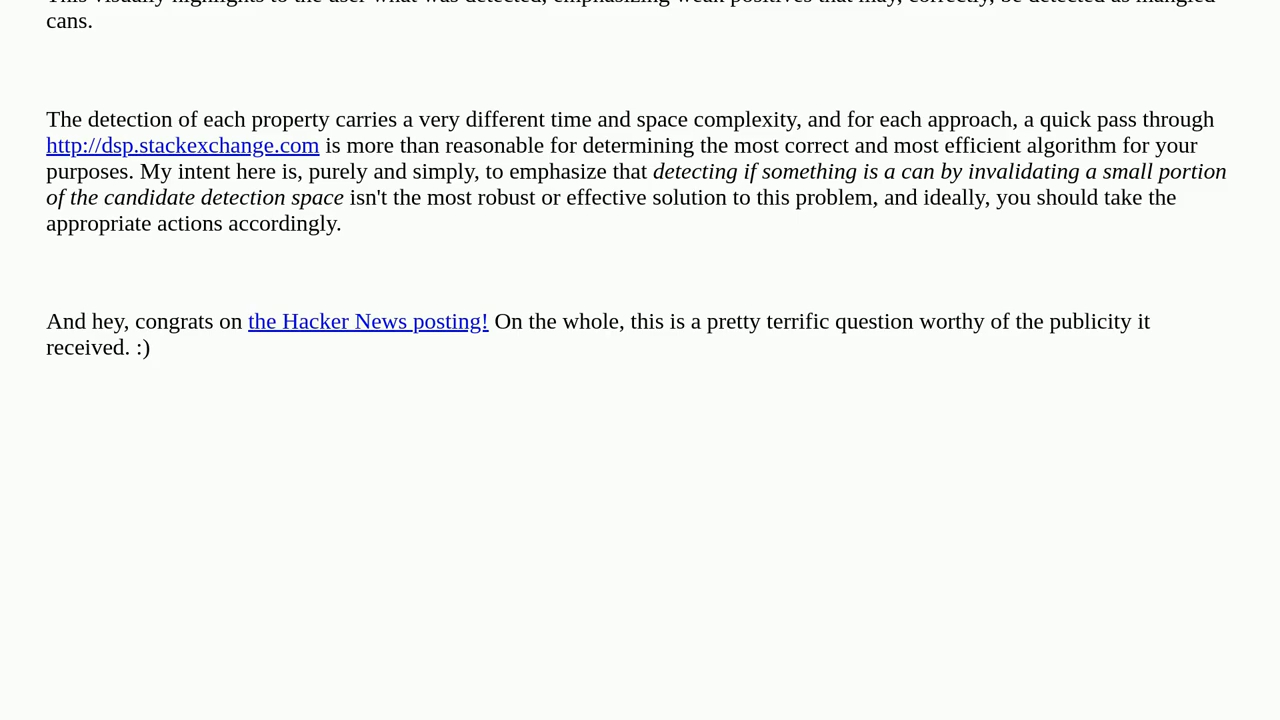 cans.
The detection of each property carries a very different time and space complexity, and for each approach, a quick pass through
http://dsp.stackexchange.com is more than reasonable for determining the most correct and most efficient algorithm for your
purposes. My intent here is, purely and simply, to emphasize that detecting if something is a can by invalidating a small portion
of the candidate detection space isn't the most robust or effective solution to this problem, and ideally, you should take the
appropriate actions accordingly.
And hey, congrats on the Hacker News posting! On the whole, this is a pretty terrific question worthy of the publicity it
received. :)